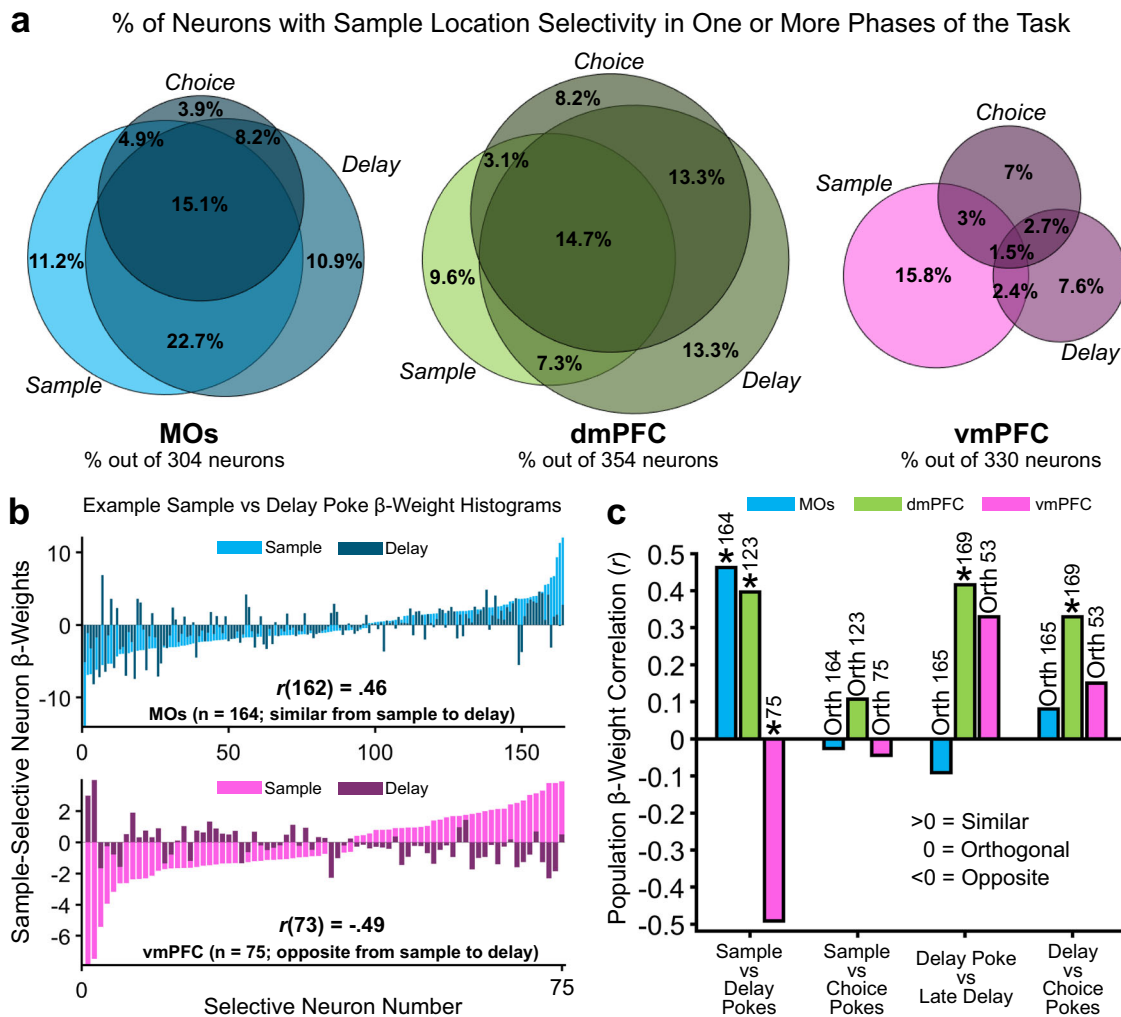 a
% of Neurons with Sample Location Selectivity in One or More Phases of the Task
Choice
3.9%
4.9%
8.2%
Delay
15.1%
11.2%
10.9%
22.7%
Sample
MOs
% out of 304 neurons
Choice
8.2%
3.1%
13.3%
14.7%
9.6%
7.3%
13.3%
Sample
Delay
dmPFC
% out of 354 neurons
Choice
Sample
7%
3%
2.7%
1.5%
15.8%
2.4%
7.6%
Delay
vmPFC
% out of 330 neurons
b
Example Sample vs Delay Poke β-Weight Histograms
Sample-Selective Neuron β-Weights
Sample
Delay
10
0
-10
r(162) = .46
MOs (n = 164; similar from sample to delay)
0
50
100
150
Sample
Delay
2
0
-2
-4
-6
r(73) = -.49
vmPFC (n = 75; opposite from sample to delay)
0
75
Selective Neuron Number
c
MOs
dmPFC
vmPFC
Population β-Weight Correlation (r)
0.5
0.4
0.3
0.2
0.1
0
-0.1
-0.2
-0.3
-0.4
-0.5
*164
*123
*75
Orth 164
Orth 123
Orth 75
Orth 165
*169
Orth 53
Orth 165
*169
Orth 53
>0 = Similar
0 = Orthogonal
<0 = Opposite
Sample
vs
Delay
Pokes
Sample
vs
Choice
Pokes
Delay Poke
vs
Late Delay
Delay
vs
Choice
Pokes